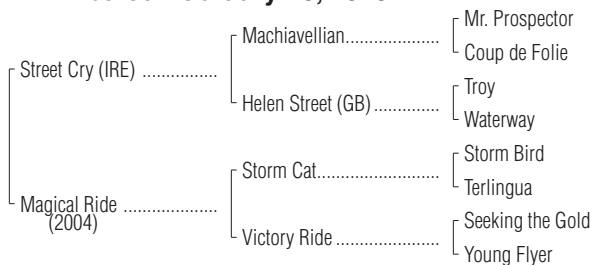 Machiavellian
Mr. Prospector
Coup de Folie
Street Cry (IRE)
Helen Street (GB)
Troy
Waterway
Storm Cat
Storm Bird
Terlingua
Magical Ride
(2004)
Victory Ride
Seeking the Gold
Young Flyer